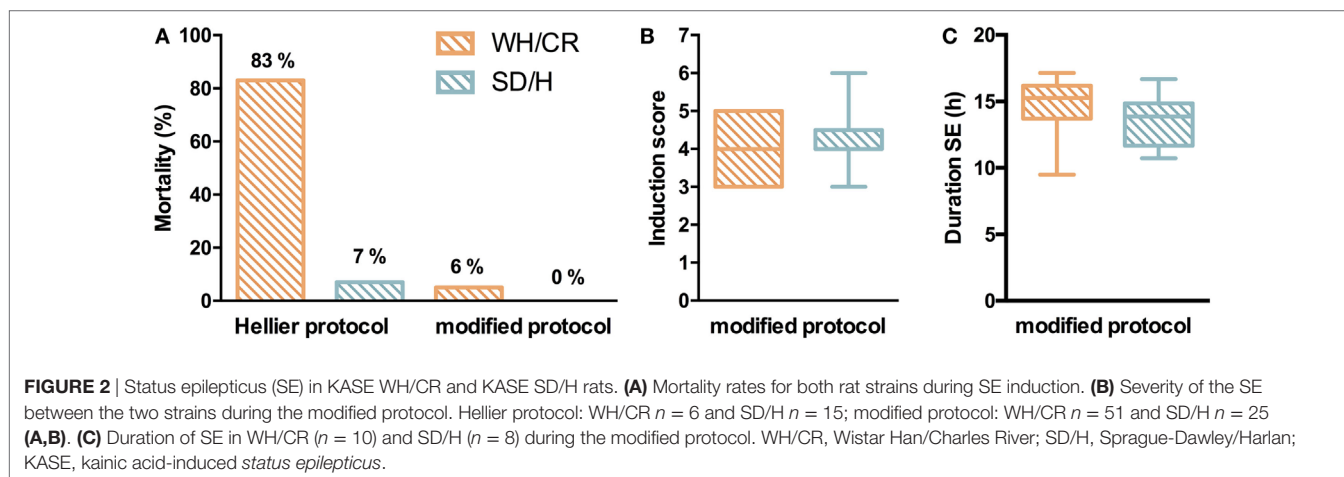 A
Mortality (%)
100
80
60
40
20
0
83 %
7 %
6 %
0 %
Hellier protocol
modified protocol
WH/CR
SD/H
B
Induction score
7
6
5
4
3
2
1
0
modified protocol
C
Duration SE (h)
20
15
10
5
0
modified protocol
FIGURE 2 | Status epilepticus (SE) in KASE WH/CR and KASE SD/H rats. (A) Mortality rates for both rat strains during SE induction. (B) Severity of the SE
between the two strains during the modified protocol. Hellier protocol: WH/CR n = 6 and SD/H n = 15; modified protocol: WH/CR n = 51 and SD/H n = 25
(A,B). (C) Duration of SE in WH/CR (n = 10) and SD/H (n = 8) during the modified protocol. WH/CR, Wistar Han/Charles River; SD/H, Sprague-Dawley/Harlan;
KASE, kainic acid-induced status epilepticus.